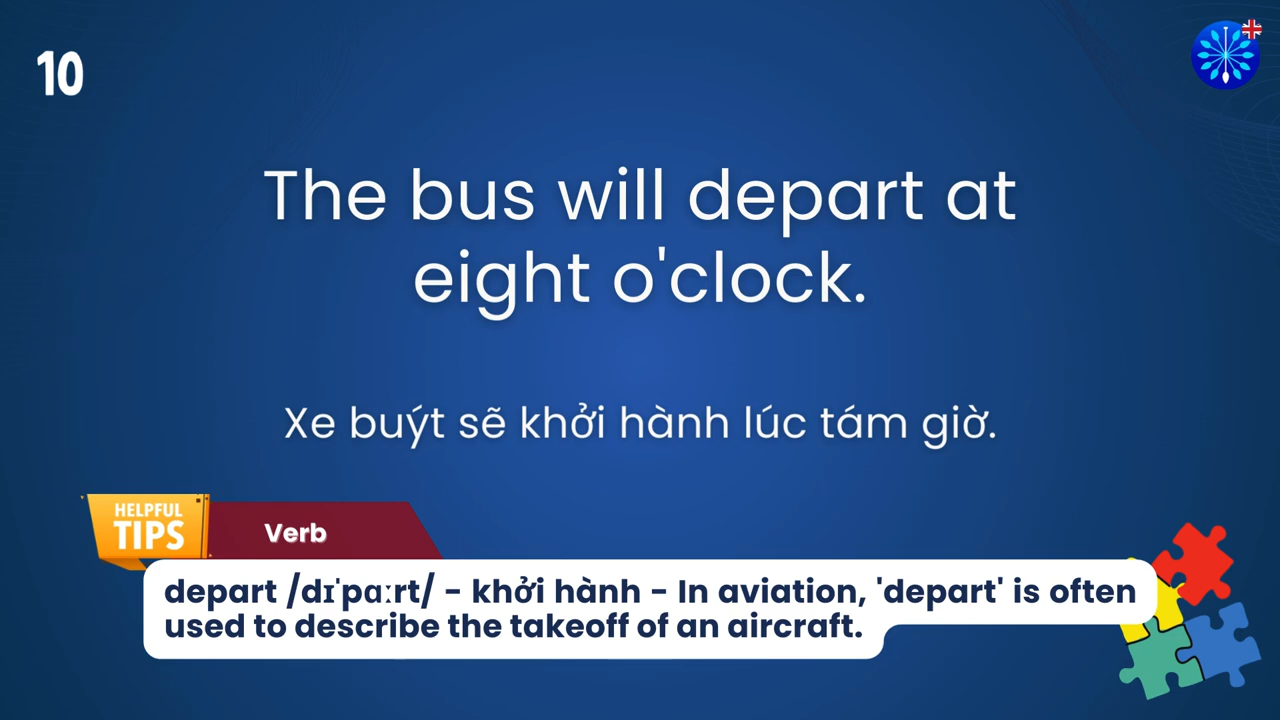 10
The bus will depart at
eight o'clock.
Xe buýt sẽ khởi hành lúc tám giờ.
HELPFUL
TIPS
Verb
depart /dɪˈpɑːrt/ - khởi hành - In aviation, 'depart' is often
used to describe the takeoff of an aircraft.